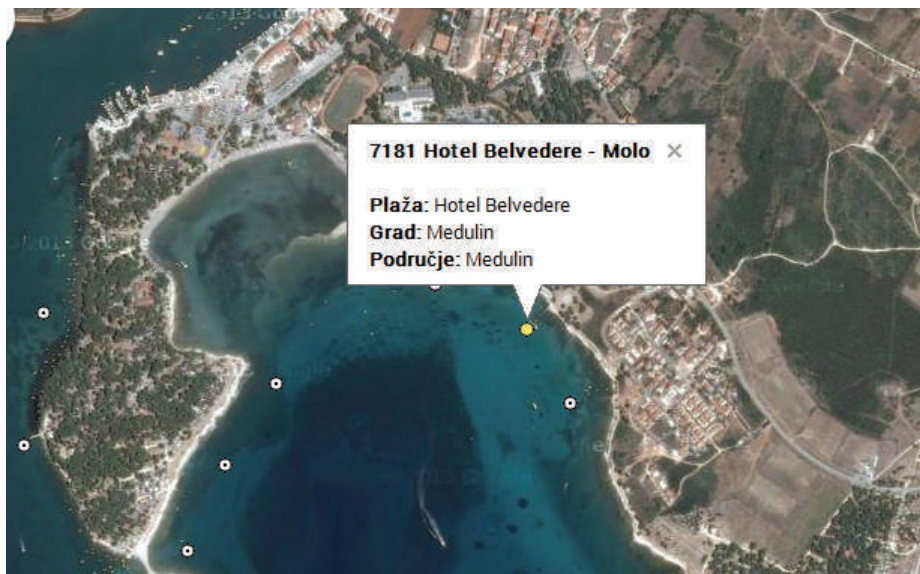 7181 Hotel Belvedere - Molo
Plaža: Hotel Belvedere
Grad: Medulin
Područje: Medulin